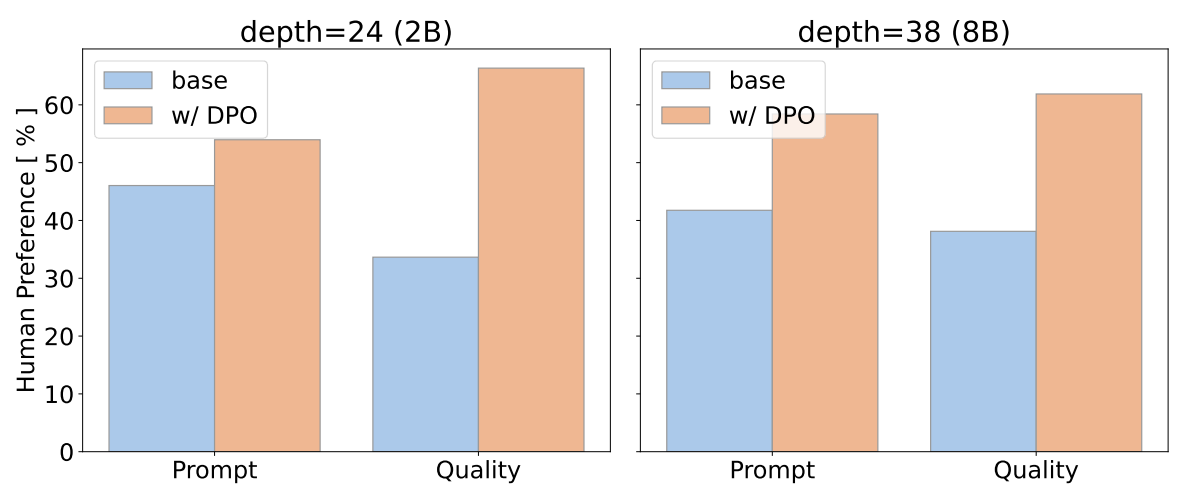 depth=24 (2B)
depth=38 (8B)
Human Preference [ % ]
60
50
40
30
20
10
0
base
w/ DPO
Prompt
Quality
base
w/ DPO
Prompt
Quality